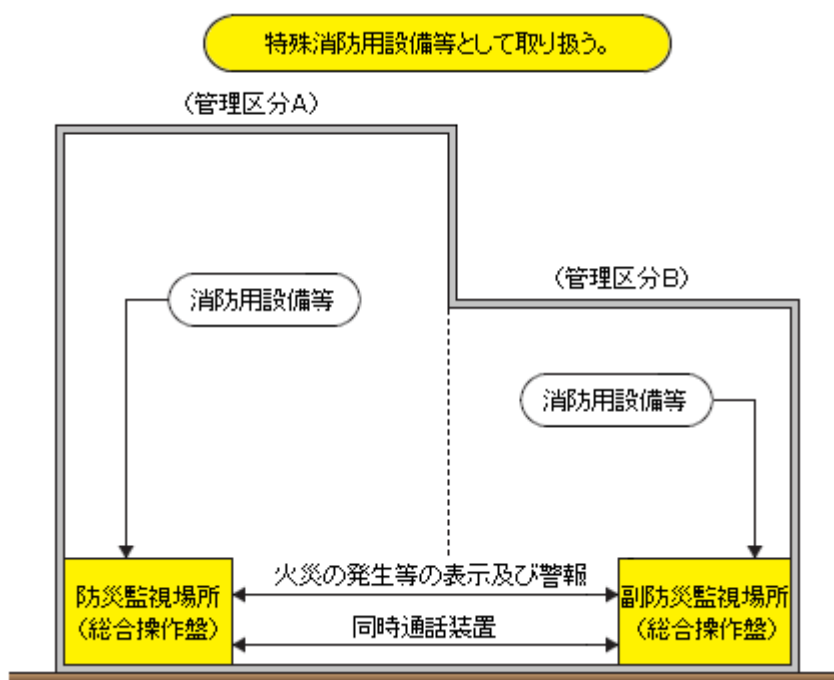 特殊消防用設備等として取り扱う。
（管理区分A）
（管理区分B）
消防用設備等
消防用設備等
火災の発生等の表示及び警報
防災監視場所
（総合操作盤）
同時通話装置
副防災監視場所
（総合操作盤）